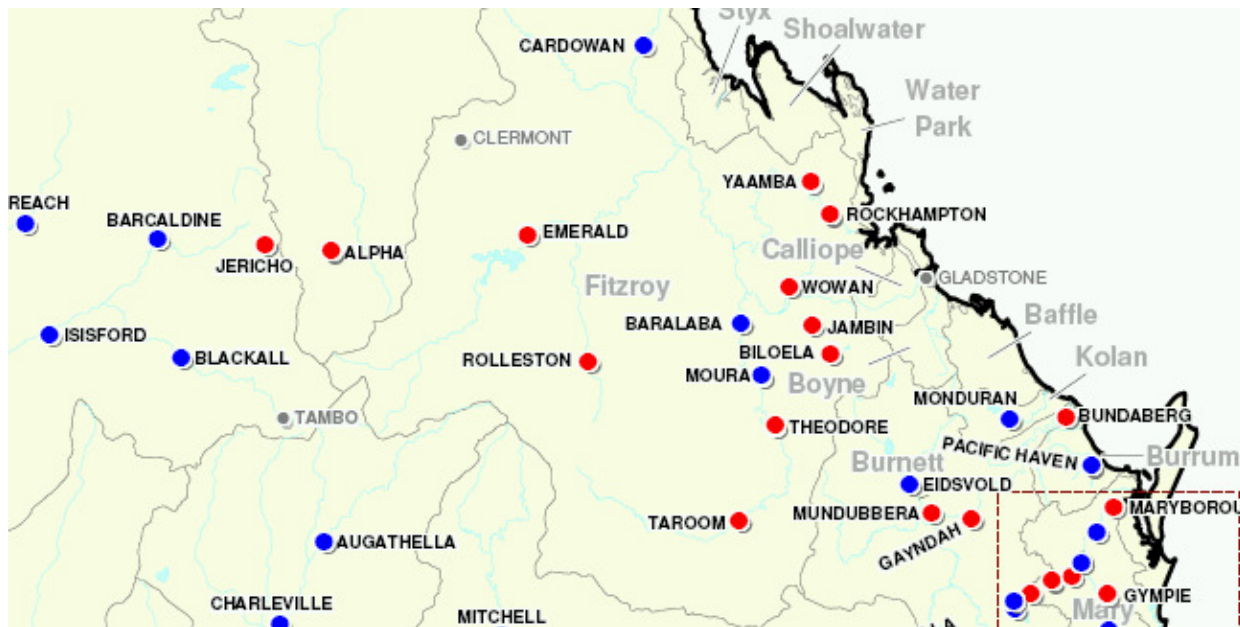 Styx
Shoalwater
CARDOWAN
Water
Park
CLERMONT
YAAMBA
REACH
BARCALDINE
ROCKHAMPTON
EMERALD
JERICHO
ALPHA
Calliope
GLADSTONE
Fitzroy
WOWAN
Baffle
BARALABA
JAMBIN
ISISFORD
BLACKALL
ROLLESTON
BILOELA
Kolan
MOURA
Boyne
MONDURAN
TAMBO
BUNDABERG
THEODORE
PACIFIC HAVEN
Burrum
Burnett
EIDSVOLD
TAROOM
MUNDUBBERA
MARYBOROU
GAYNDAH
AUGATHELLA
CHARLEVILLE
MITCHELL
GYMPIE
Mary